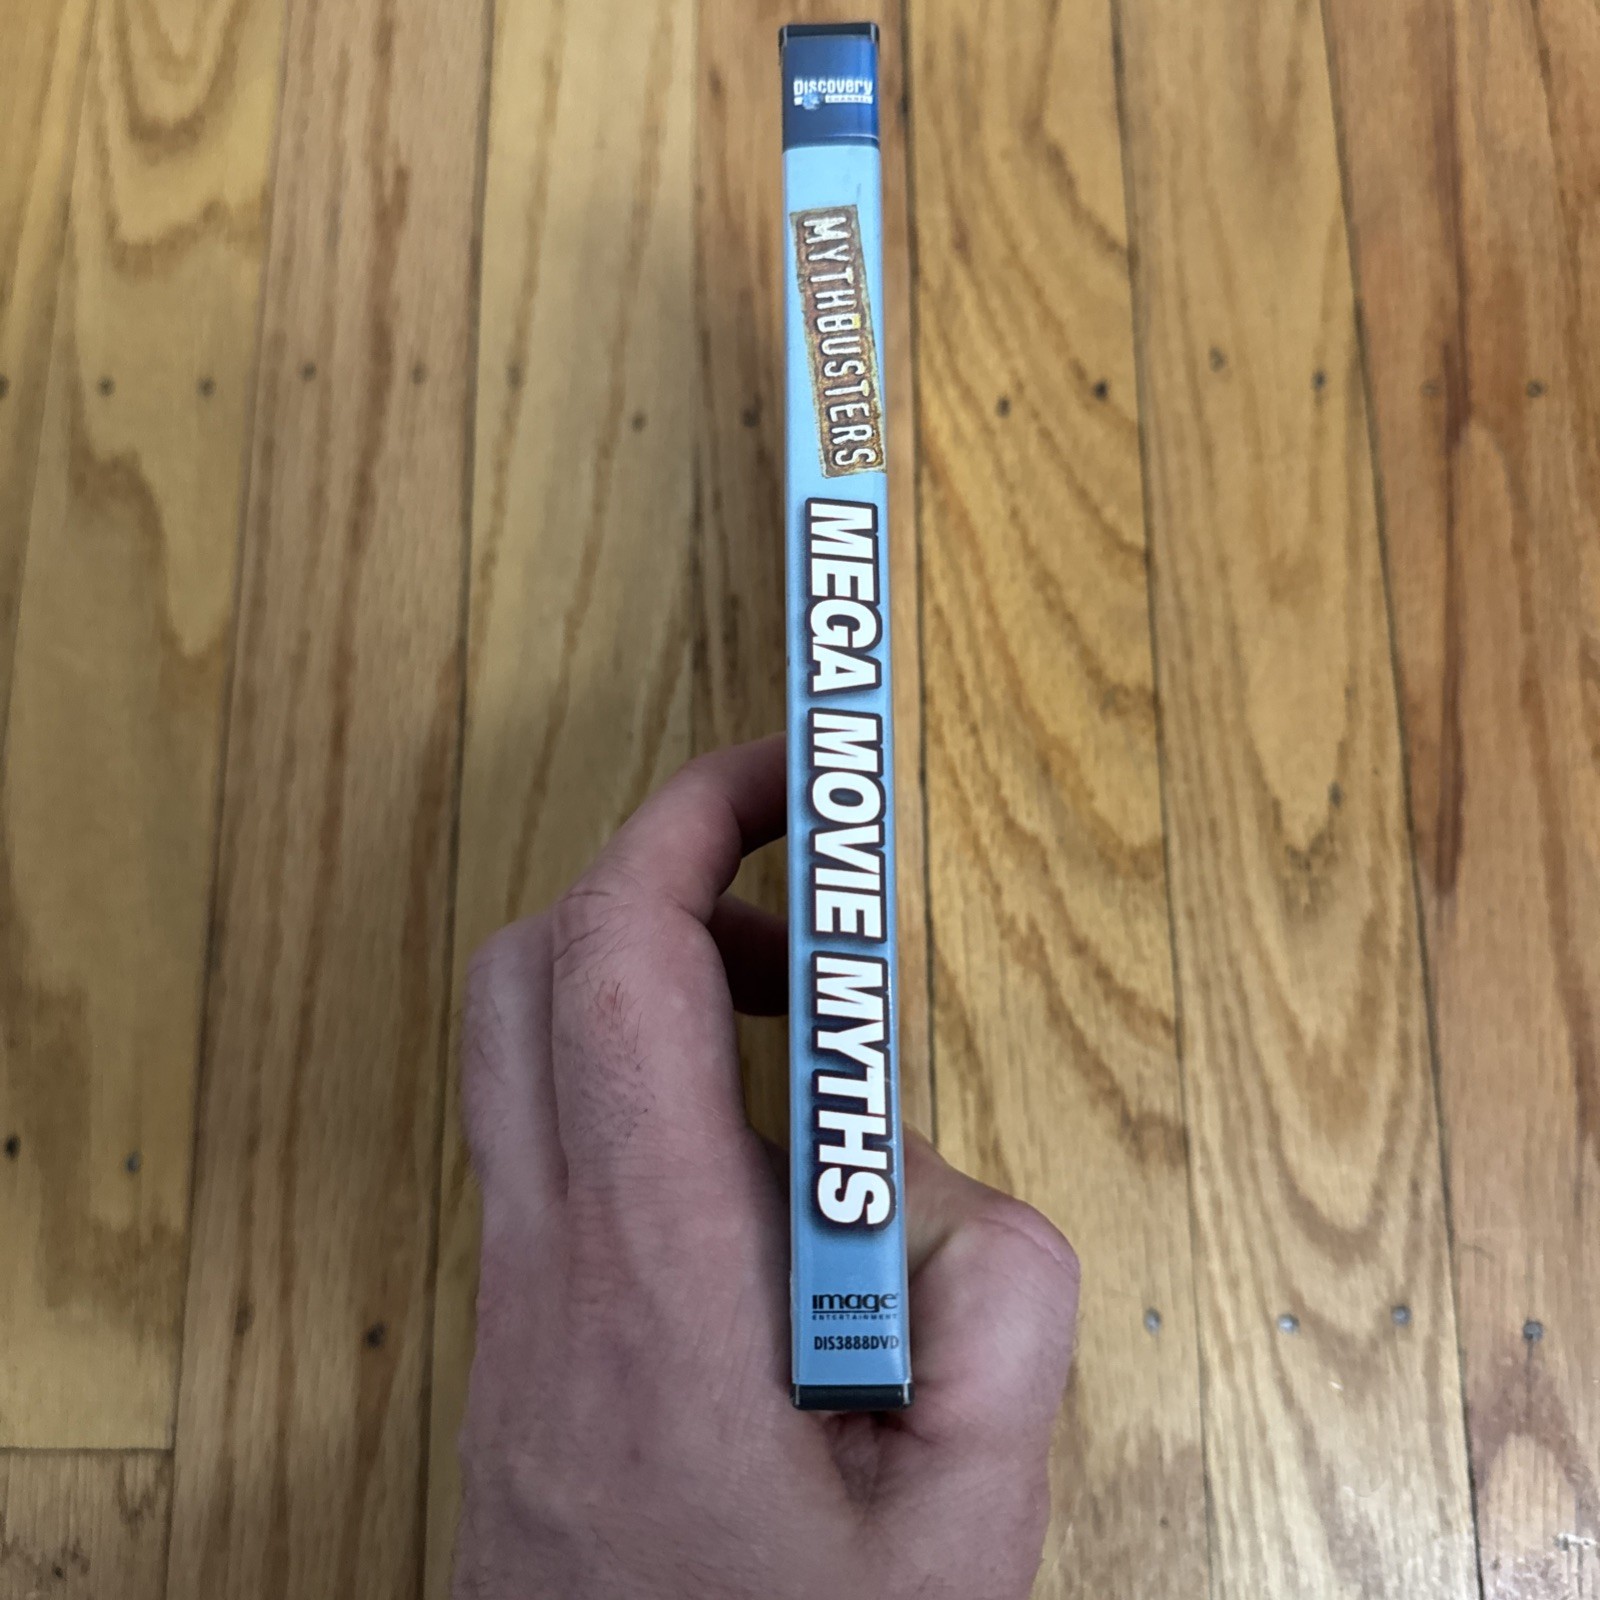 Discovery
CHANNEL
MYTHBUSTERS
MEGA MOVIE MYTHS
image
ENTERTAINMENT
DIS3888DVD